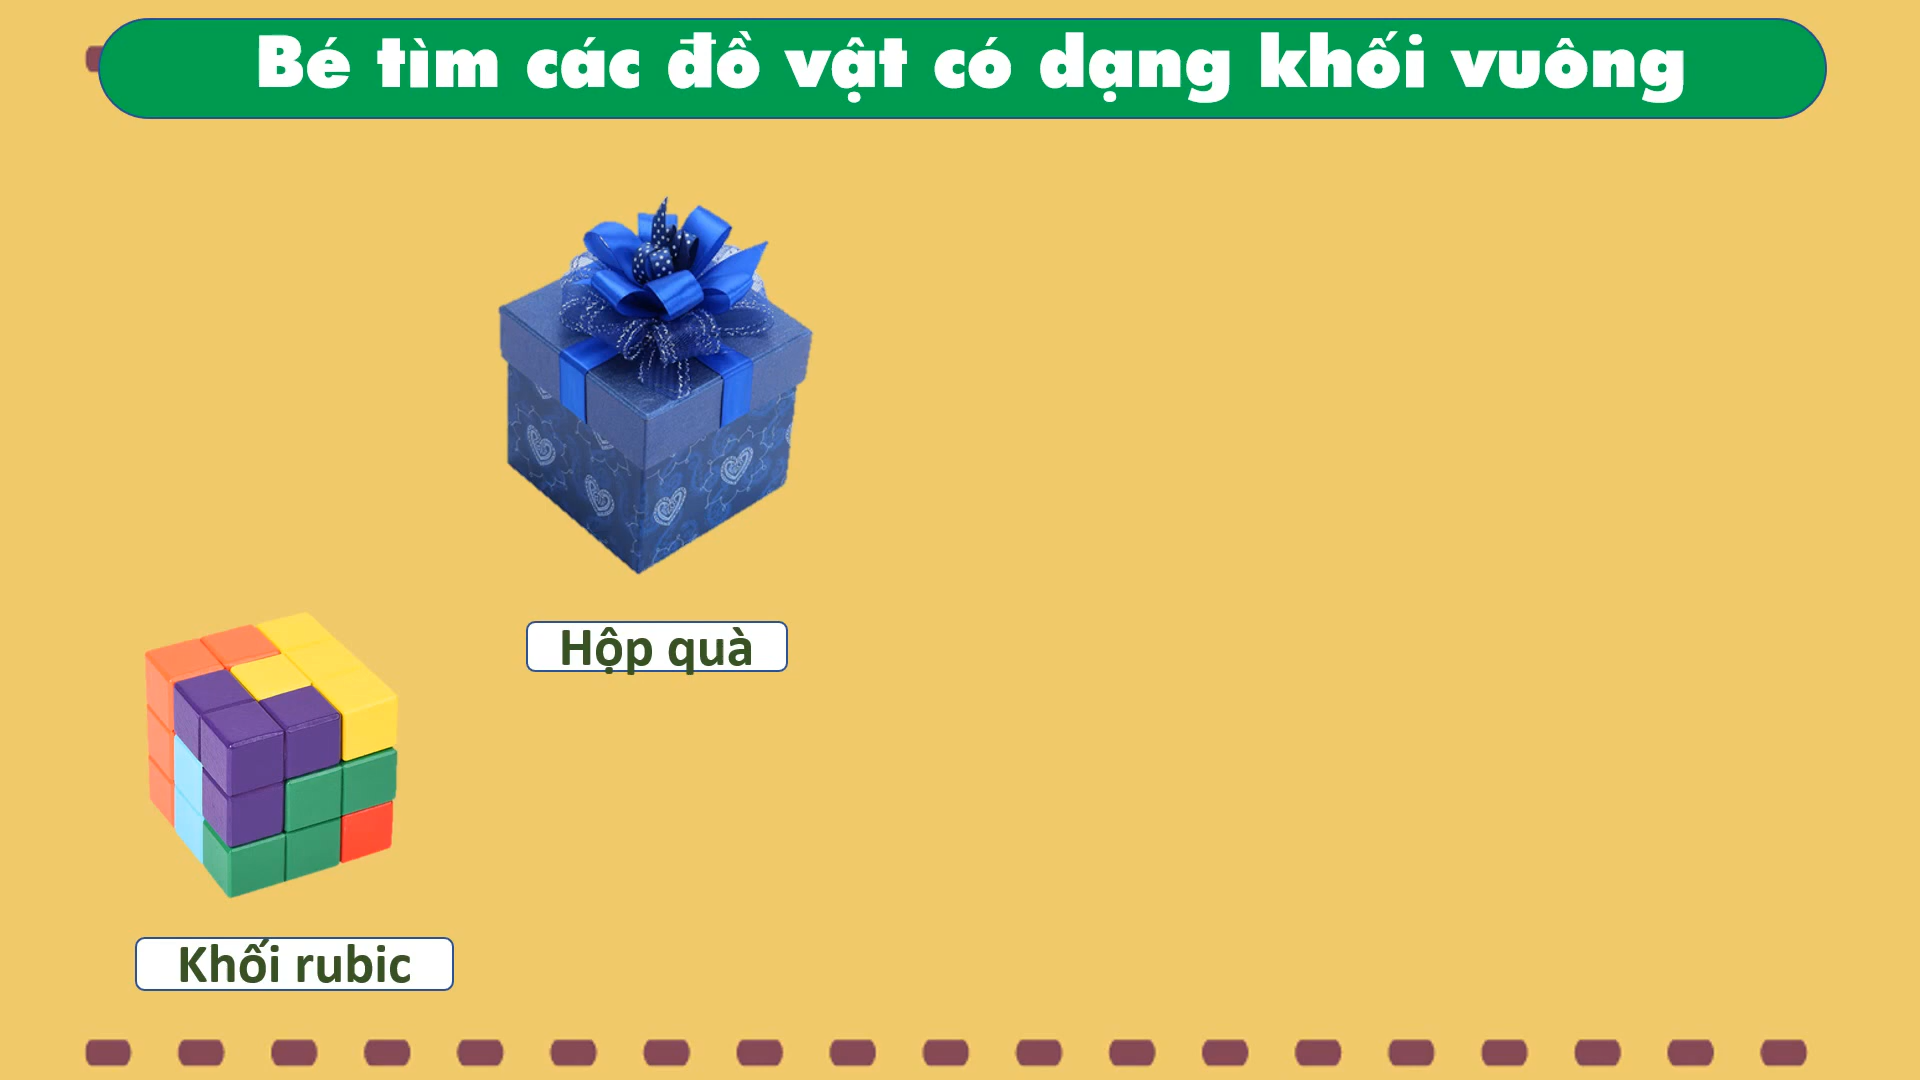 Bé tìm các đồ vật có dạng khối vuông
Hộp quà
Khối rubic